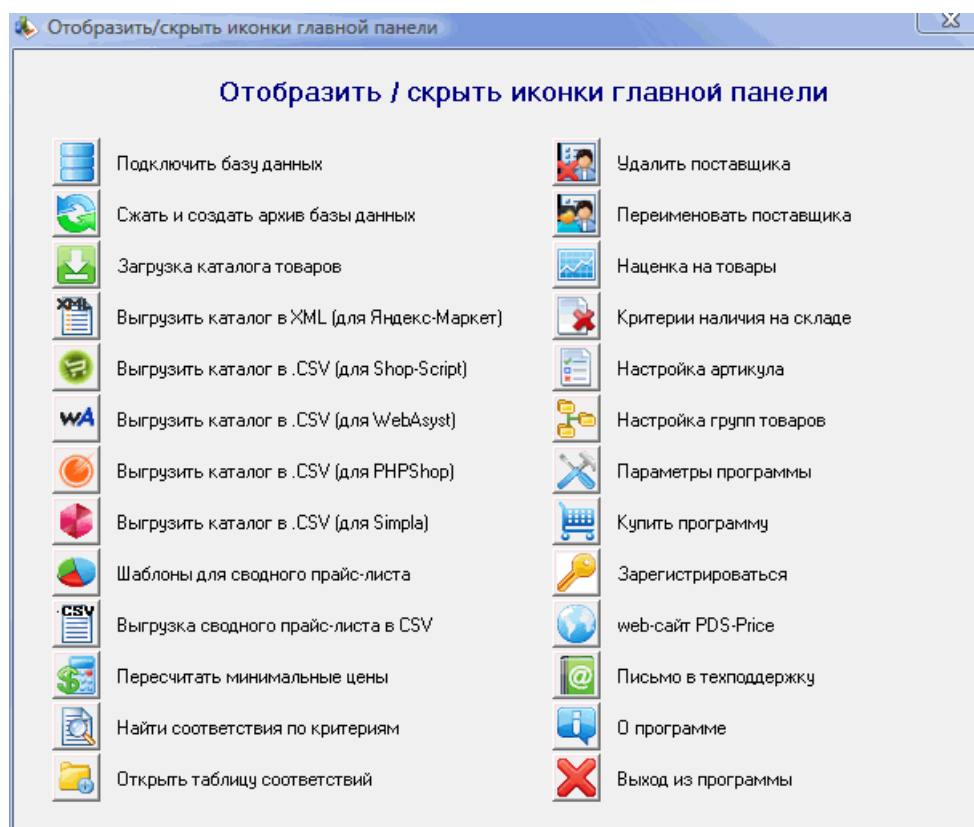 Отобразить/скрыть иконки главной панели
Отобразить / скрыть иконки главной панели
Подключить базу данных
Сжать и создать архив базы данных
Загрузка каталога товаров
XML
Выгрузить каталог в XML (для Яндекс-Маркет)
Выгрузить каталог в .CSV (для Shop-Script)
WA
Выгрузить каталог в .CSV (для WebAsyst)
Выгрузить каталог в .CSV (для PHPShop)
Выгрузить каталог в .CSV (для Simpla)
Шаблоны для сводного прайс-листа
.CSV
Выгрузка сводного прайс-листа в CSV
Пересчитать минимальные цены
Найти соответствия по критериям
Открыть таблицу соответствий
Удалить поставщика
Переименовать поставщика
Наценка на товары
Критерии наличия на складе
Настройка артикула
Настройка групп товаров
Параметры программы
Купить программу
Зарегистрироваться
web-сайт PDS-Price
Письмо в техподдержку
О программе
Выход из программы